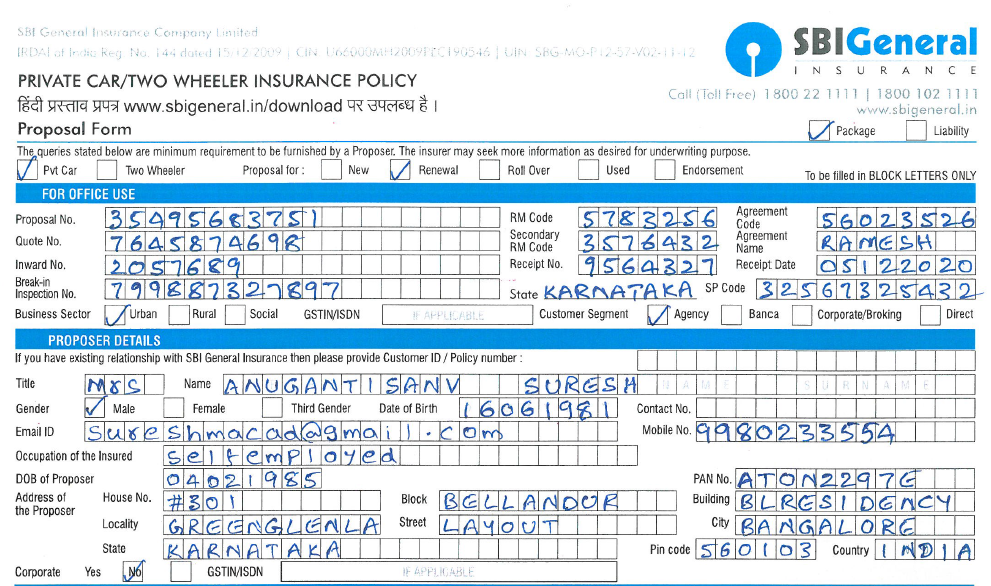 SBI General Insurance Company Limited
IRDAI of India Reg. No. 144 dated 15/12/2009 | CIN: U66000MH2009PLC190546 | UIN: SBG-MO-P12-57-V02-11-12
SBIGeneral
INSURANCE
PRIVATE CAR/TWO WHEELER INSURANCE POLICY
Call (Toll Free) 1800 22 1111 | 1800 102 1111
हिंदी प्रस्ताव प्रपत्र www.sbigeneral.in/download पर उपलब्ध है ।
www.sbigeneral.in
Proposal Form Package Liability
The queries stated below are minimum requirement to be furnished by a Proposer. The insurer may seek more information as desired for underwriting purpose.
Pvt Car Two Wheeler Proposal for : New Renewal Roll Over Used Endorsement To be filled in BLOCK LETTERS ONLY
FOR OFFICE USE
Proposal No. 35495683751 RM Code 5783256 Agreement Code 56023526
Quote No. 7645874698 Secondary RM Code 3576432 Agreement Name RAMESH
Inward No. 2057689 Receipt No. 9564327 Receipt Date 05122020
Break-in Inspection No. 799887327897 State KARNATAKA SP Code 32567325432
Business Sector Urban Rural Social GSTIN/ISDN IF APPLICABLE Customer Segment Agency Banca Corporate/Broking Direct
PROPOSER DETAILS
If you have existing relationship with SBI General Insurance then please provide Customer ID / Policy number :
Title MRS Name ANUGANTISANV SURESH NAME SURNAME
Gender Male Female Third Gender Date of Birth 16061981 Contact No.
Email ID Sureshmacad@gmail.com Mobile No. 9980233554
Occupation of the Insured Selfemployed
DOB of Proposer 04021985 PAN No. ATON2297E
Address of the Proposer House No. #301 Block BELLANDUR Building BLRESIDENCY
Locality GREENGLENLA Street LAYOUT City BANGALORE
State KARNATAKA Pin code 560103 Country INDIA
Corporate Yes No GSTIN/ISDN IF APPLICABLE